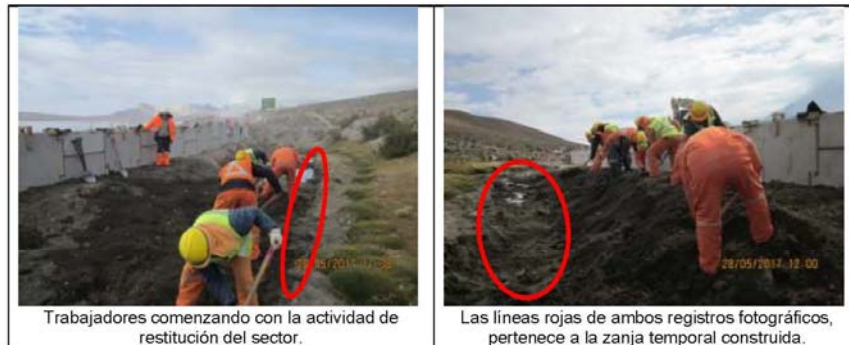 28/05/2017 12:00
Trabajadores comenzando con la actividad de
restitución del sector.
Las líneas rojas de ambos registros fotográficos,
pertenece a la zanja temporal construida.